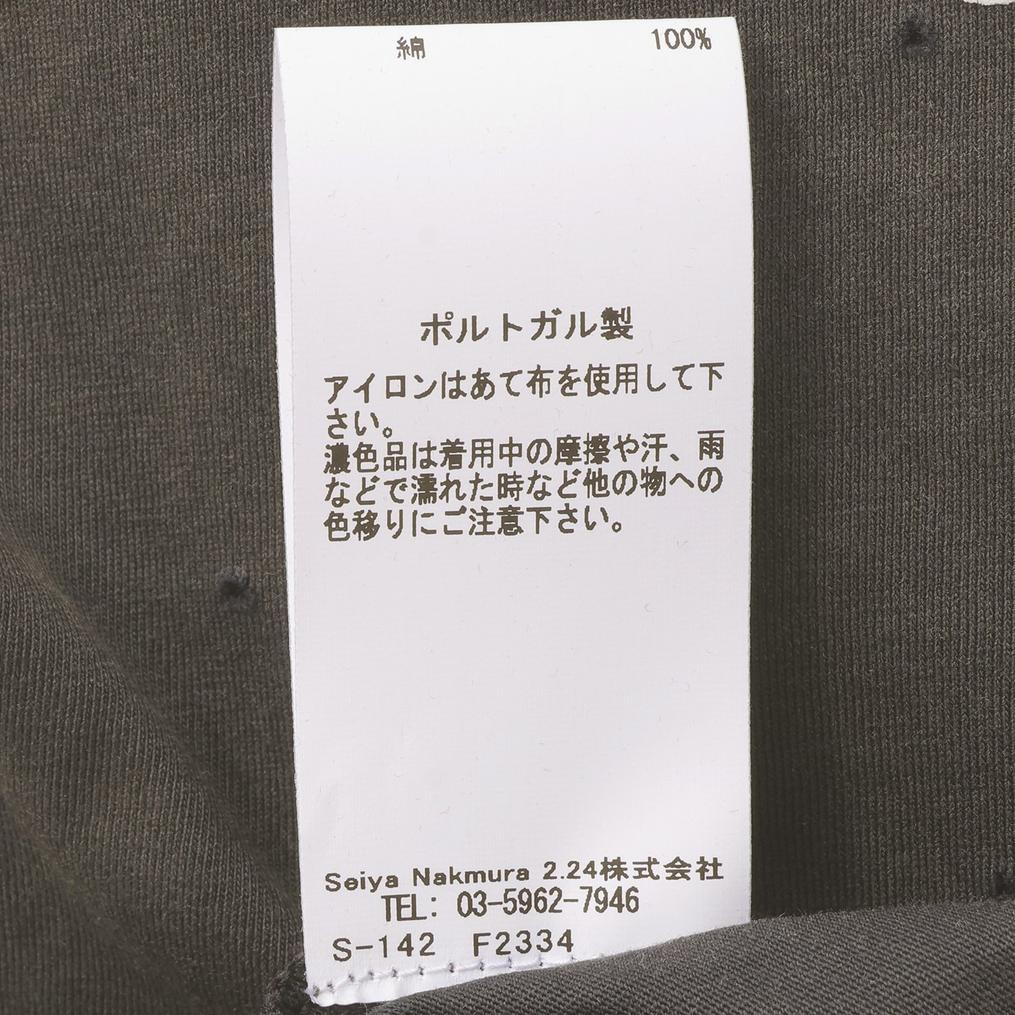 綿 100%
ポルトガル製
アイロンはあて布を使用して下
さい。
濃色品は着用中の摩擦や汗、雨
などで濡れた時など他の物への
色移りにご注意下さい。
Seiya Nakmura 2.24株式会社
TEL: 03-5962-7946
S-142 F2334